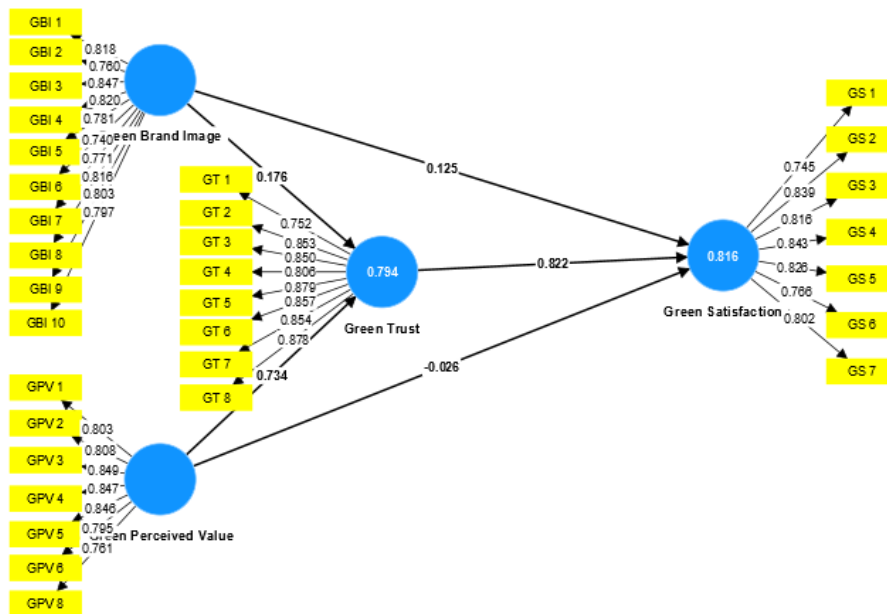 GBI 1
GBI 2
GBI 3
GBI 4
GBI 5
GBI 6
GBI 7
GBI 8
GBI 9
GBI 10
0.818
0.760
0.847
0.820
0.781
0.740
0.771
0.816
0.803
0.797
Brand Image
0.176
0.125
GT 1
GT 2
GT 3
GT 4
GT 5
GT 6
GT 7
GT 8
0.752
0.853
0.850
0.806
0.879
0.857
0.854
0.878
0.794
Green Trust
0.734
0.822
-0.026
0.816
Green Satisfaction
0.745
0.839
0.816
0.843
0.826
0.766
0.802
GS 1
GS 2
GS 3
GS 4
GS 5
GS 6
GS 7
GPV 1
GPV 2
GPV 3
GPV 4
GPV 5
GPV 6
GPV 8
0.803
0.808
0.849
0.847
0.846
0.795
0.761
Perceived Value